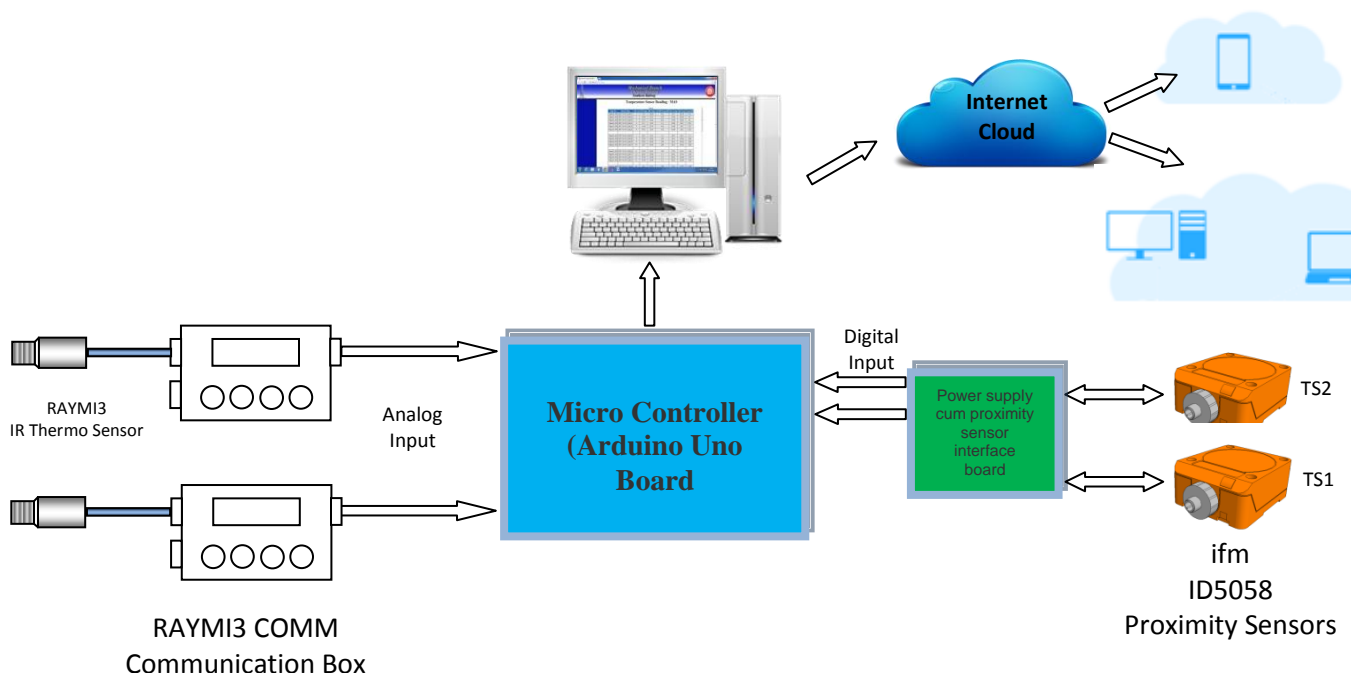 Internet
Cloud
RAYMI3
IR Thermo Sensor
Analog
Input
Micro Controller
(Arduino Uno
Board
Digital
Input
Power supply
cum proximity
sensor
interface
board
TS2
TS1
ifm
ID5058
Proximity Sensors
RAYMI3 COMM
Communication Box